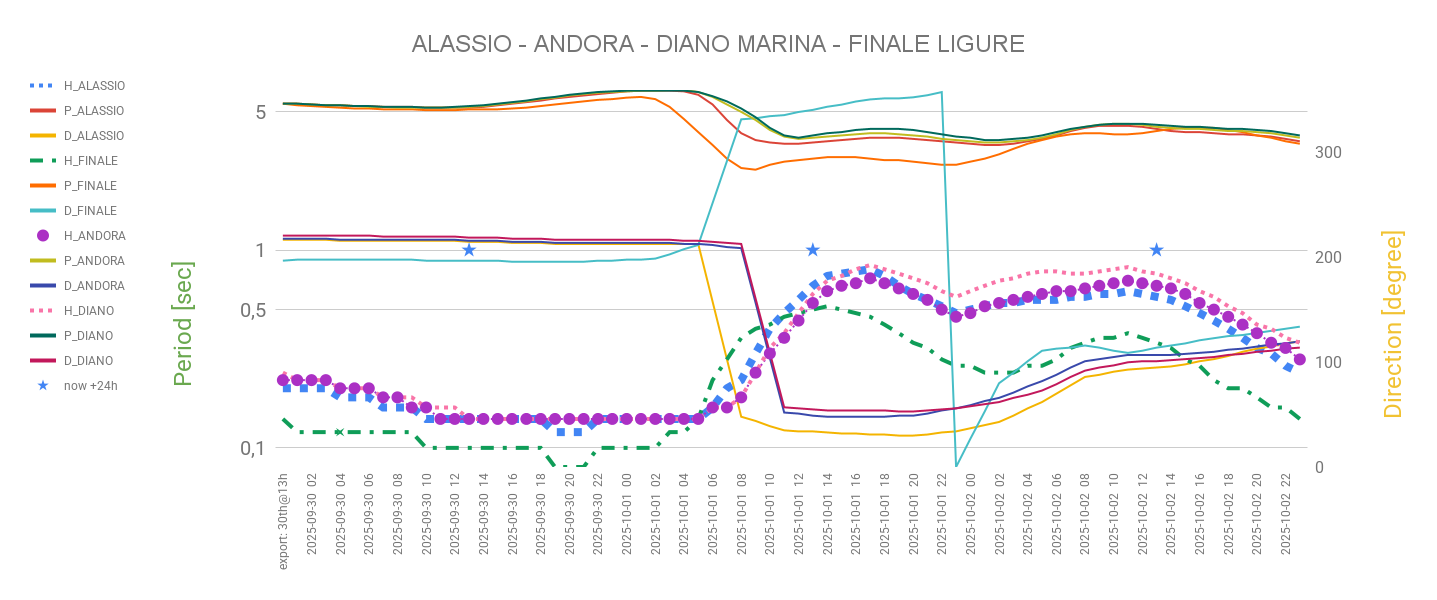 ALASSIO - ANDORA - DIANO MARINA - FINALE LIGURE
H_ALASSIO
P_ALASSIO
D_ALASSIO
H_FINALE
P_FINALE
D_FINALE
H_ANDORA
P_ANDORA
D_ANDORA
H_DIANO
P_DIANO
D_DIANO
now +24h
Period [sec]
5
1
0,5
0,1
300
200
100
0
Direction [degree]
export: 30th@13h
2025-09-30 02
2025-09-30 04
2025-09-30 06
2025-09-30 08
2025-09-30 10
2025-09-30 12
2025-09-30 14
2025-09-30 16
2025-09-30 18
2025-09-30 20
2025-09-30 22
2025-10-01 00
2025-10-01 02
2025-10-01 04
2025-10-01 06
2025-10-01 08
2025-10-01 10
2025-10-01 12
2025-10-01 14
2025-10-01 16
2025-10-01 18
2025-10-01 20
2025-10-01 22
2025-10-02 00
2025-10-02 02
2025-10-02 04
2025-10-02 06
2025-10-02 08
2025-10-02 10
2025-10-02 12
2025-10-02 14
2025-10-02 16
2025-10-02 18
2025-10-02 20
2025-10-02 22